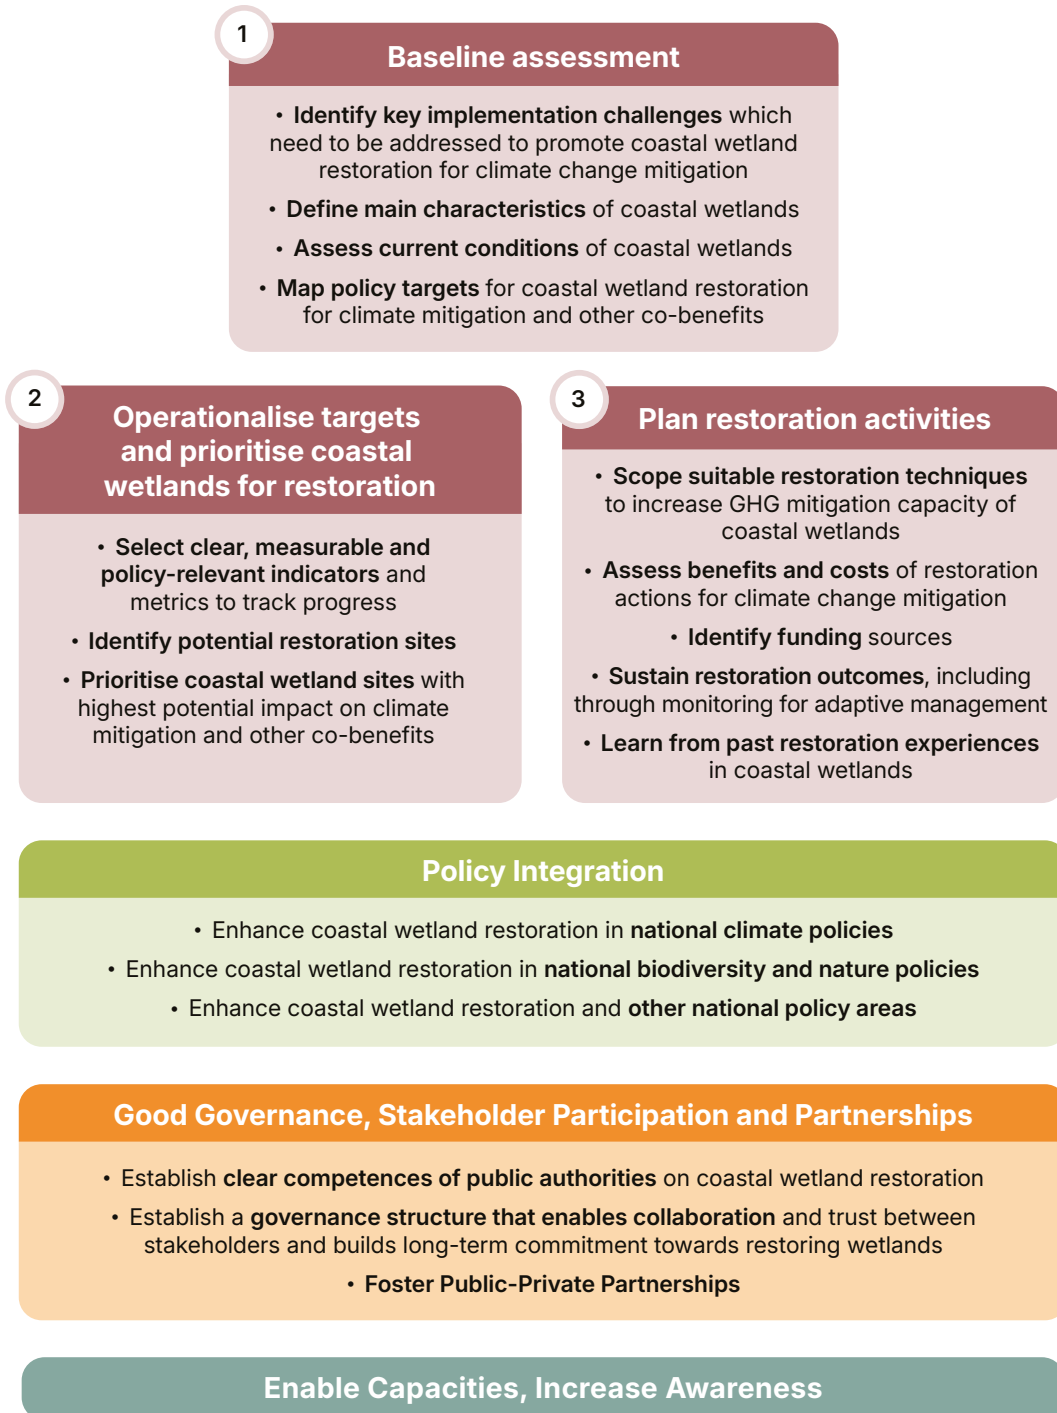 1
Baseline assessment
• Identify key implementation challenges which
need to be addressed to promote coastal wetland
restoration for climate change mitigation
• Define main characteristics of coastal wetlands
• Assess current conditions of coastal wetlands
• Map policy targets for coastal wetland restoration
for climate mitigation and other co-benefits
2
Operationalise targets
and prioritise coastal
wetlands for restoration
• Select clear, measurable and
policy-relevant indicators and
metrics to track progress
• Identify potential restoration sites
• Prioritise coastal wetland sites with
highest potential impact on climate
mitigation and other co-benefits
3
Plan restoration activities
• Scope suitable restoration techniques
to increase GHG mitigation capacity of
coastal wetlands
• Assess benefits and costs of restoration
actions for climate change mitigation
• Identify funding sources
• Sustain restoration outcomes, including
through monitoring for adaptive management
• Learn from past restoration experiences
in coastal wetlands
Policy Integration
• Enhance coastal wetland restoration in national climate policies
• Enhance coastal wetland restoration in national biodiversity and nature policies
• Enhance coastal wetland restoration and other national policy areas
Good Governance, Stakeholder Participation and Partnerships
• Establish clear competences of public authorities on coastal wetland restoration
• Establish a governance structure that enables collaboration and trust between
stakeholders and builds long-term commitment towards restoring wetlands
• Foster Public-Private Partnerships
Enable Capacities, Increase Awareness